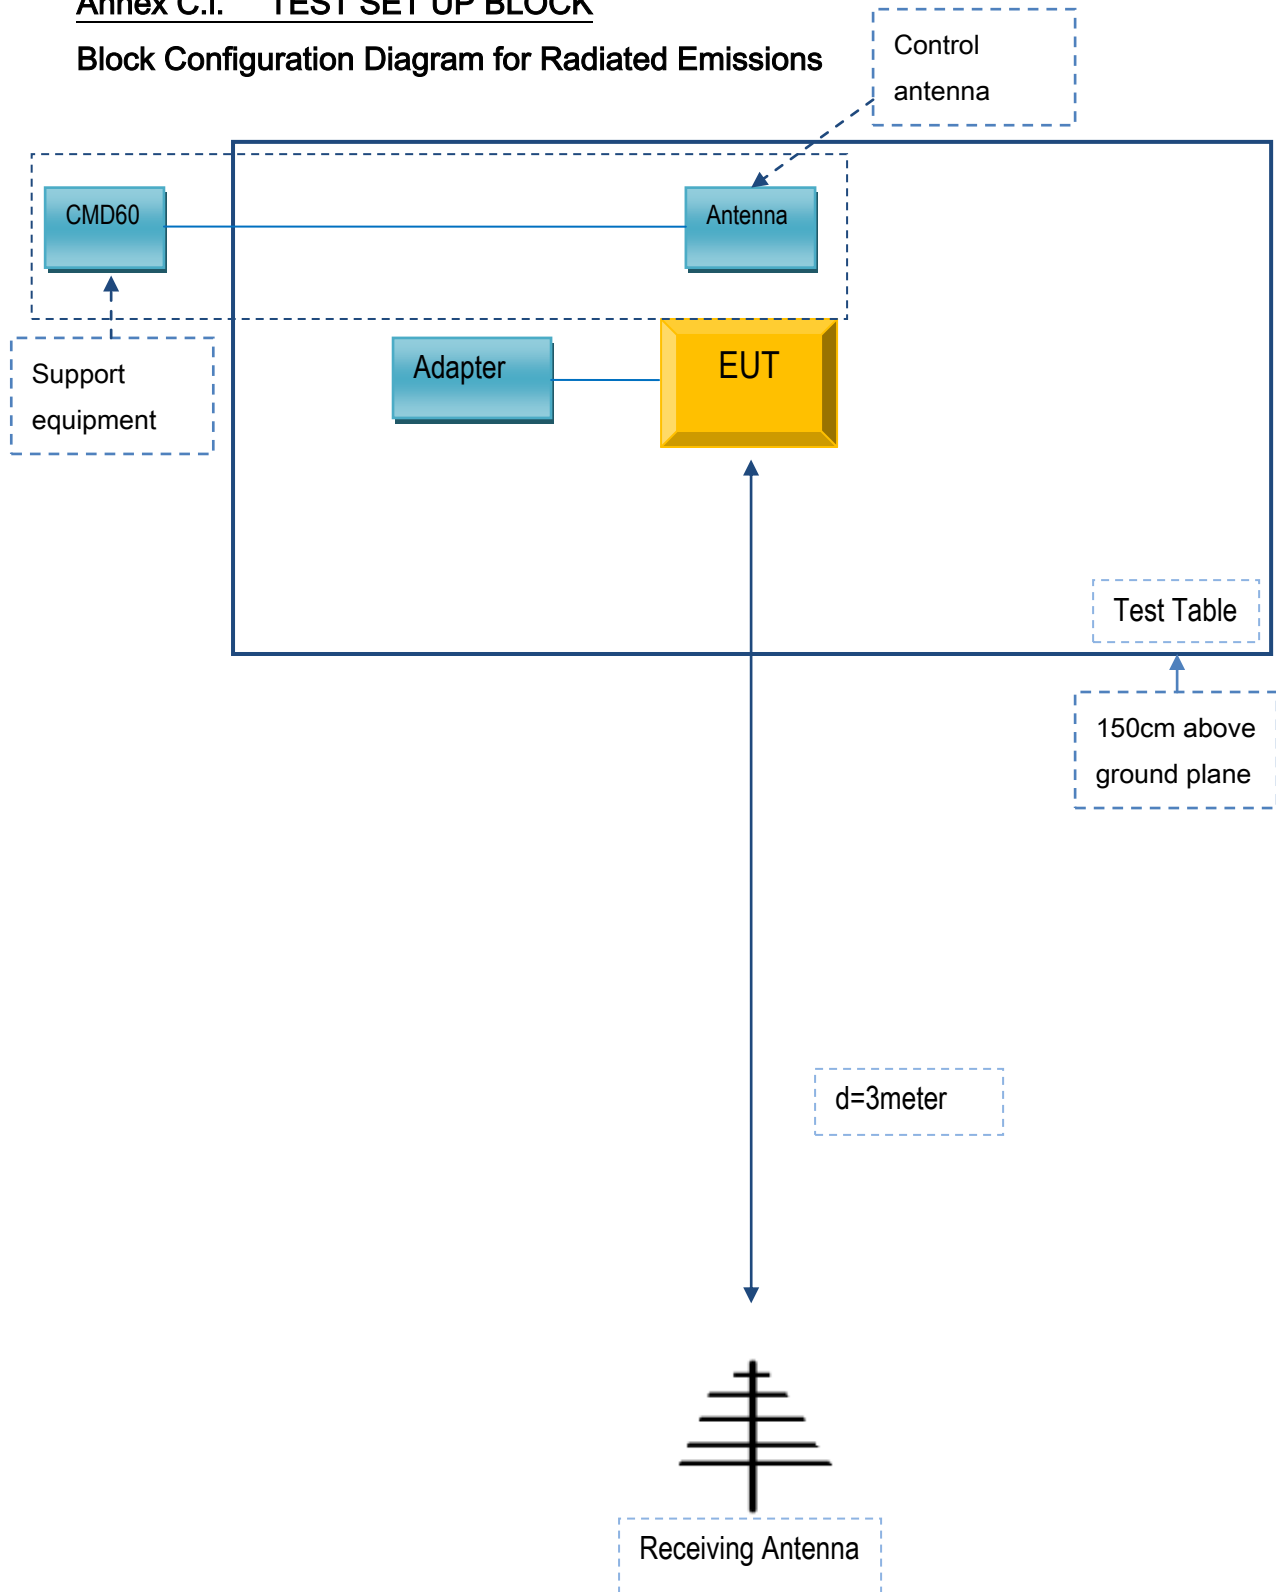 Annex C.i. TEST SET UP BLOCK
Block Configuration Diagram for Radiated Emissions
Control
antenna
CMD60
Antenna
Support
equipment
Adapter
EUT
Test Table
150cm above
ground plane
d=3meter
Receiving Antenna